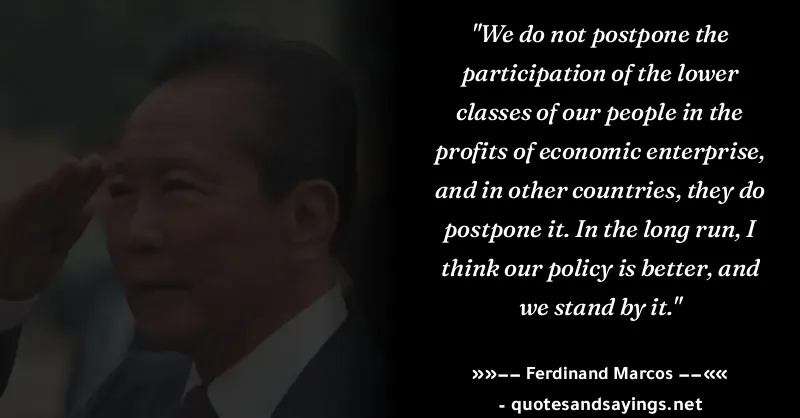 "We do not postpone the
participation of the lower
classes of our people in the
profits of economic enterprise,
and in other countries, they do
postpone it. In the long run, I
think our policy is better, and
we stand by it."
»»−− Ferdinand Marcos −−««
- quotesandsayings.net